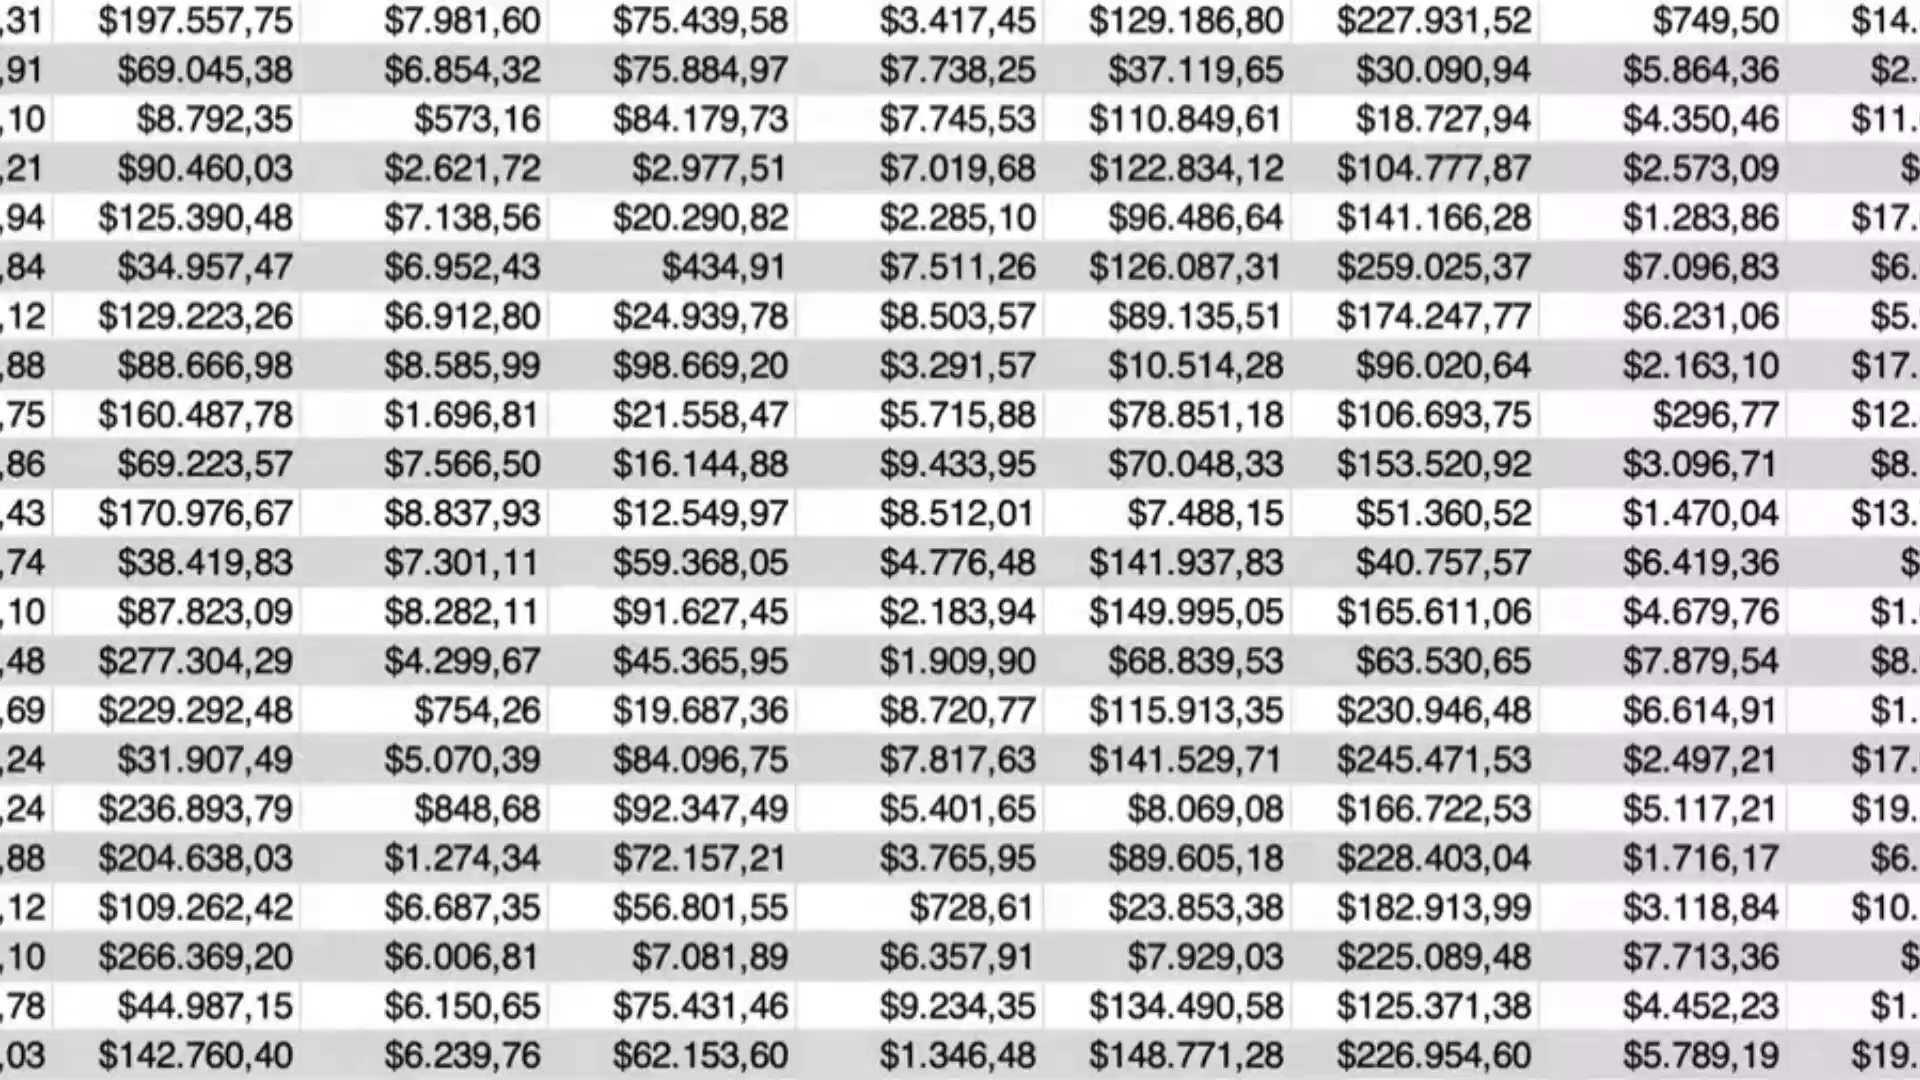 ,31 $197.557,75 $7.981,60 $75.439,58 $3.417,45 $129.186,80 $227.931,52 $749,50 $14.
,91 $69.045,38 $6.854,32 $75.884,97 $7.738,25 $37.119,65 $30.090,94 $5.864,36 $2.
,10 $8.792,35 $573,16 $84.179,73 $7.745,53 $110.849,61 $18.727,94 $4.350,46 $11.
,21 $90.460,03 $2.621,72 $2.977,51 $7.019,68 $122.834,12 $104.777,87 $2.573,09 $
,94 $125.390,48 $7.138,56 $20.290,82 $2.285,10 $96.486,64 $141.166,28 $1.283,86 $17.
,84 $34.957,47 $6.952,43 $434,91 $7.511,26 $126.087,31 $259.025,37 $7.096,83 $6.
,12 $129.223,26 $6.912,80 $24.939,78 $8.503,57 $89.135,51 $174.247,77 $6.231,06 $5.
,88 $88.666,98 $8.585,99 $98.669,20 $3.291,57 $10.514,28 $96.020,64 $2.163,10 $17.
,75 $160.487,78 $1.696,81 $21.558,47 $5.715,88 $78.851,18 $106.693,75 $296,77 $12.
,86 $69.223,57 $7.566,50 $16.144,88 $9.433,95 $70.048,33 $153.520,92 $3.096,71 $8.
,43 $170.976,67 $8.837,93 $12.549,97 $8.512,01 $7.488,15 $51.360,52 $1.470,04 $13.
,74 $38.419,83 $7.301,11 $59.368,05 $4.776,48 $141.937,83 $40.757,57 $6.419,36 $
,10 $87.823,09 $8.282,11 $91.627,45 $2.183,94 $149.995,05 $165.611,06 $4.679,76 $1.
,48 $277.304,29 $4.299,67 $45.365,95 $1.909,90 $68.839,53 $63.530,65 $7.879,54 $8.
,69 $229.292,48 $754,26 $19.687,36 $8.720,77 $115.913,35 $230.946,48 $6.614,91 $1.
,24 $31.907,49 $5.070,39 $84.096,75 $7.817,63 $141.529,71 $245.471,53 $2.497,21 $17.
,24 $236.893,79 $848,68 $92.347,49 $5.401,65 $8.069,08 $166.722,53 $5.117,21 $19.
,88 $204.638,03 $1.274,34 $72.157,21 $3.765,95 $89.605,18 $228.403,04 $1.716,17 $6.
,12 $109.262,42 $6.687,35 $56.801,55 $728,61 $23.853,38 $182.913,99 $3.118,84 $10.
,10 $266.369,20 $6.006,81 $7.081,89 $6.357,91 $7.929,03 $225.089,48 $7.713,36 $
,78 $44.987,15 $6.150,65 $75.431,46 $9.234,35 $134.490,58 $125.371,38 $4.452,23 $1.
,03 $142.760,40 $6.239,76 $62.153,60 $1.346,48 $148.771,28 $226.954,60 $5.789,19 $19.